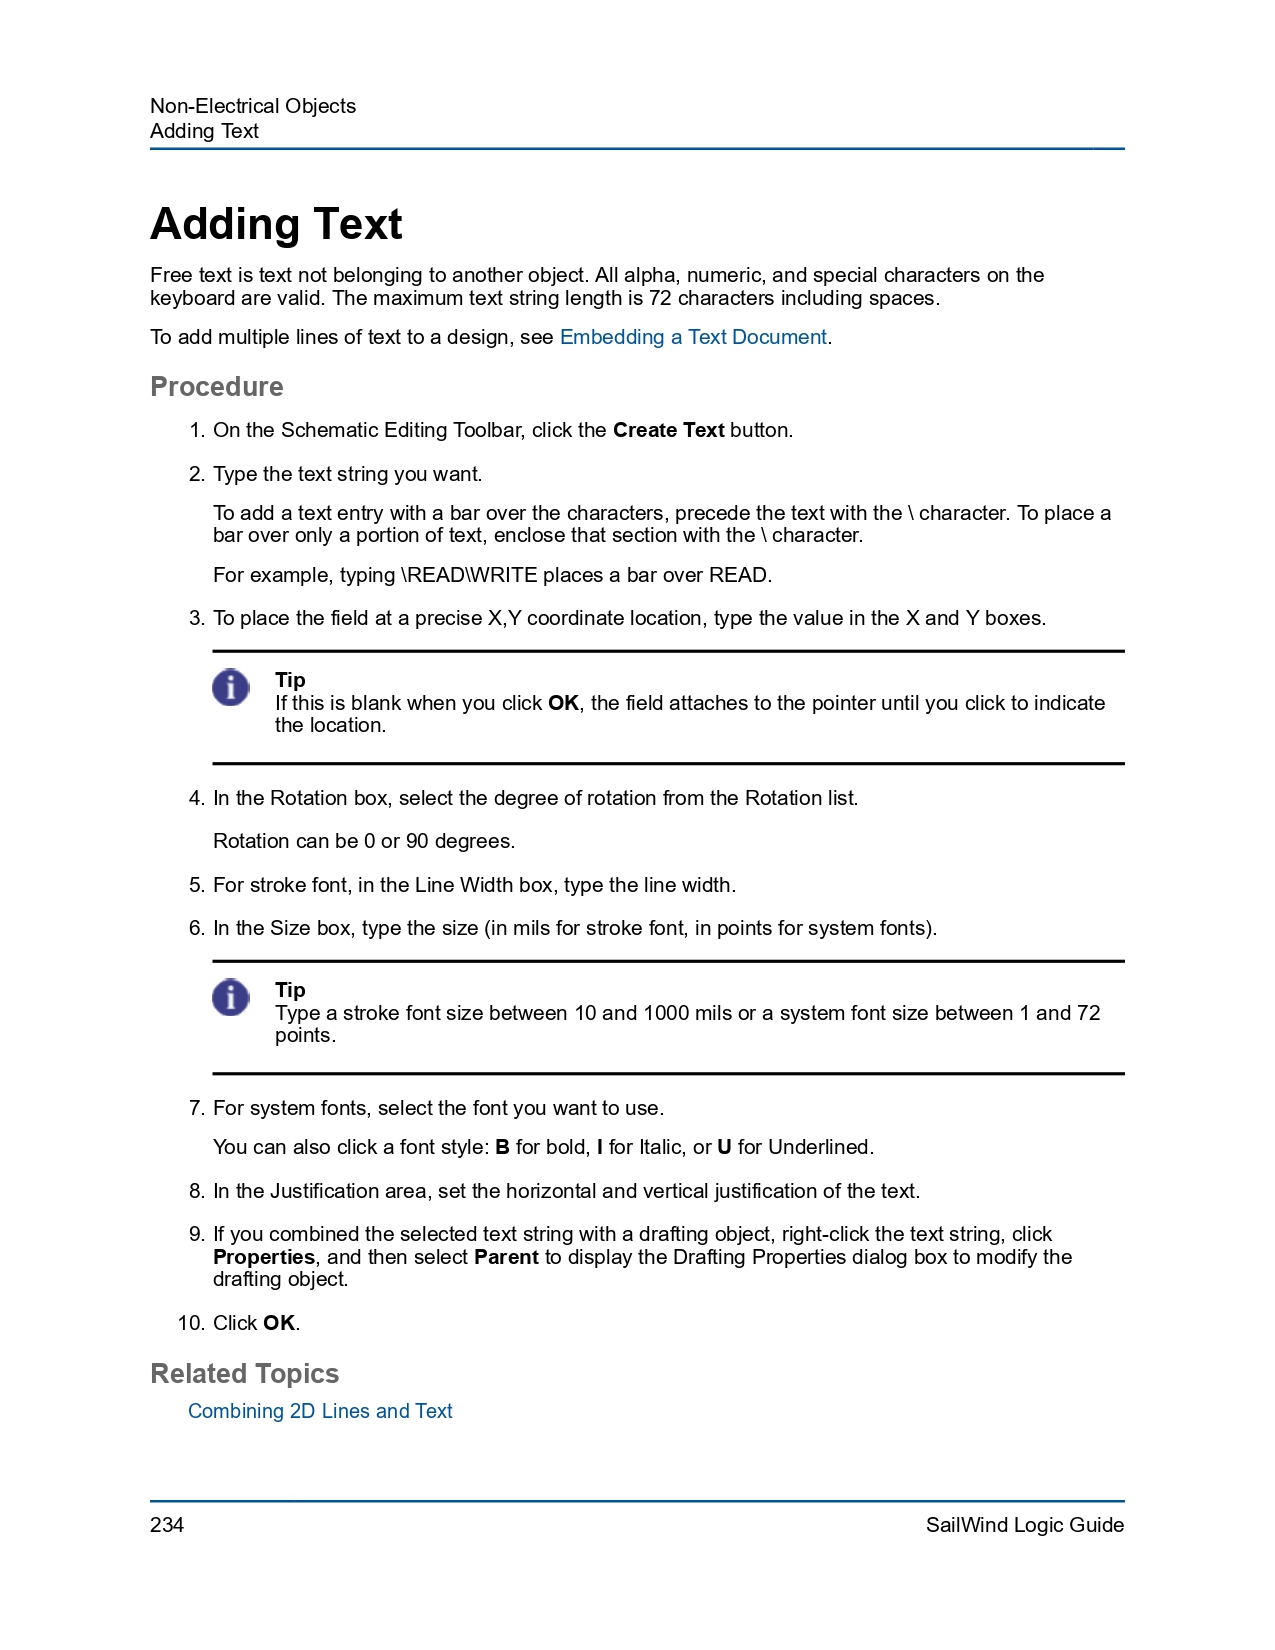 Non-Electrical Objects
Adding Text
Adding Text
Free text is text not belonging to another object. All alpha, numeric, and special characters on the
keyboard are valid. The maximum text string length is 72 characters including spaces.
To add multiple lines of text to a design, see Embedding a Text Document.
Procedure
1. On the Schematic Editing Toolbar, click the Create Text button.
2. Type the text string you want.
To add a text entry with a bar over the characters, precede the text with the \ character. To place a
bar over only a portion of text, enclose that section with the \ character.
For example, typing \READ\WRITE places a bar over READ.
3. To place the field at a precise X,Y coordinate location, type the value in the X and Y boxes.
Tip
If this is blank when you click OK, the field attaches to the pointer until you click to indicate
the location.
4. In the Rotation box, select the degree of rotation from the Rotation list.
Rotation can be 0 or 90 degrees.
5. For stroke font, in the Line Width box, type the line width.
6. In the Size box, type the size (in mils for stroke font, in points for system fonts).
Tip
Type a stroke font size between 10 and 1000 mils or a system font size between 1 and 72
points.
7. For system fonts, select the font you want to use.
You can also click a font style: B for bold, I for Italic, or U for Underlined.
8. In the Justification area, set the horizontal and vertical justification of the text.
9. If you combined the selected text string with a drafting object, right-click the text string, click
Properties, and then select Parent to display the Drafting Properties dialog box to modify the
drafting object.
10. Click OK.
Related Topics
Combining 2D Lines and Text
234
SailWind Logic Guide